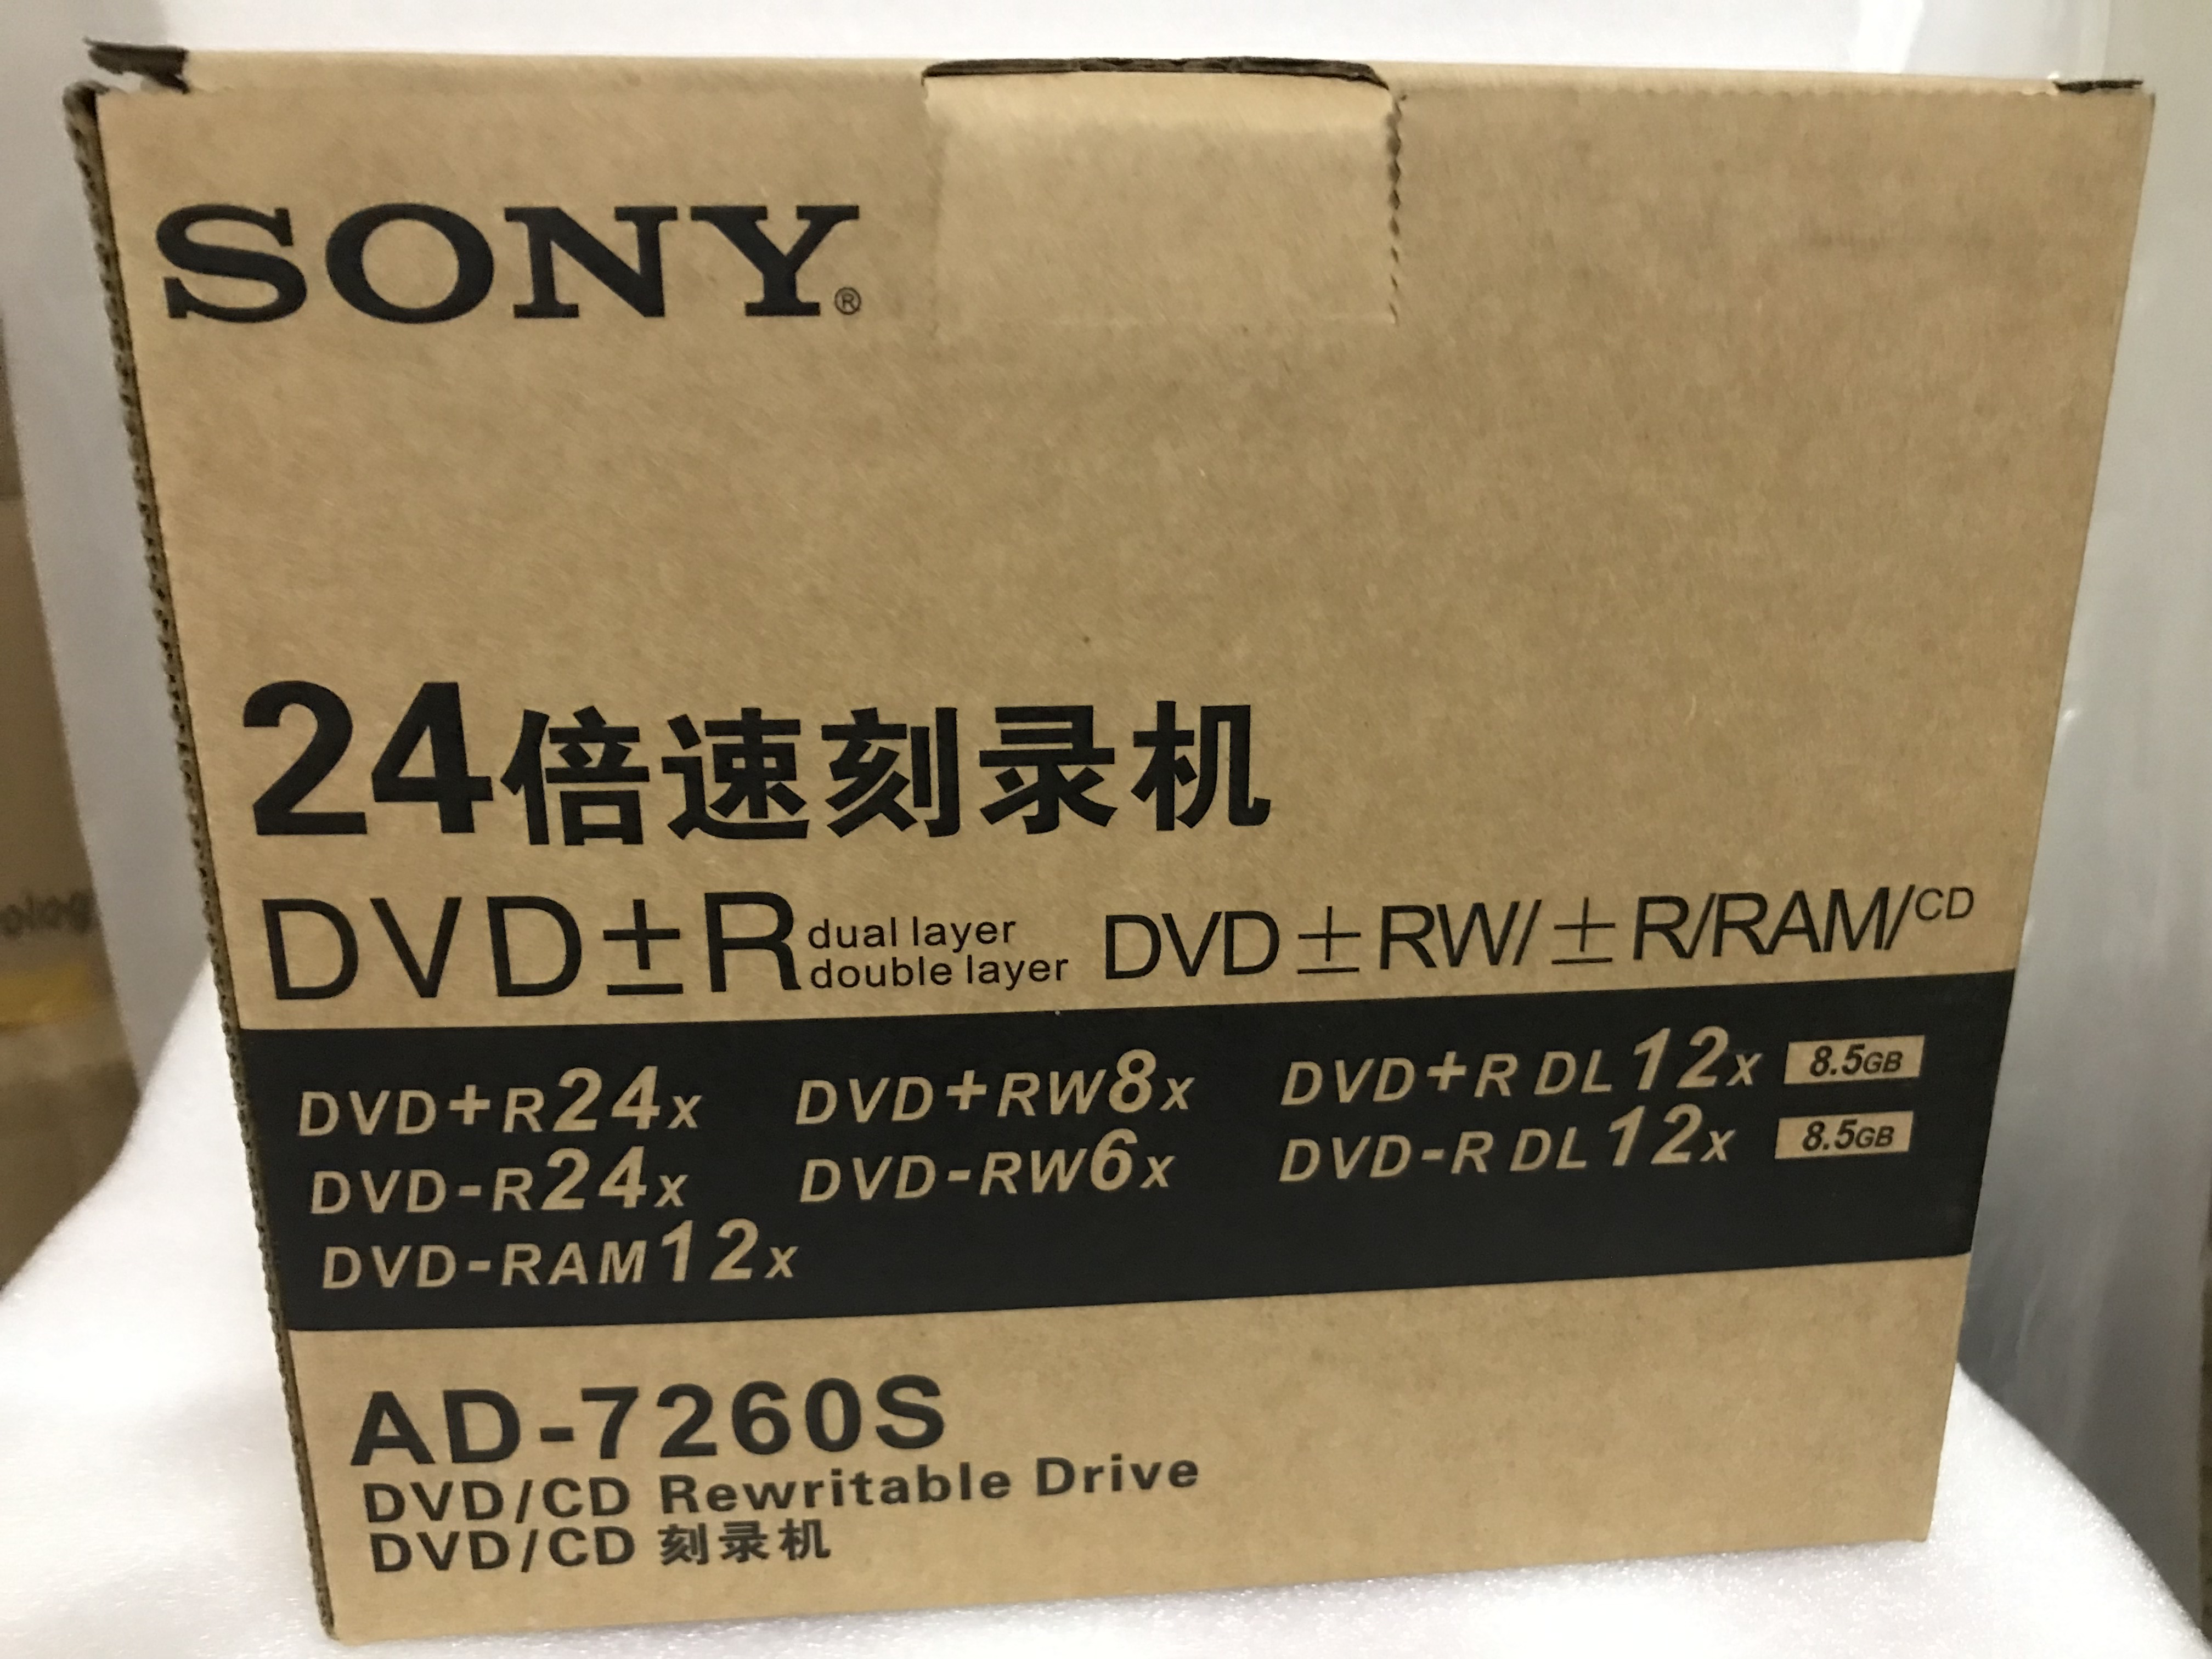 SONY®
24倍速刻录机
DVD±R dual layer double layer DVD±RW/±R/RAM/CD
DVD+R24x DVD+RW8x DVD+R DL12x 8.5GB
DVD-R24x DVD-RW6x DVD-R DL12x 8.5GB
DVD-RAM12x
AD-7260S
DVD/CD Rewritable Drive
DVD/CD 刻录机